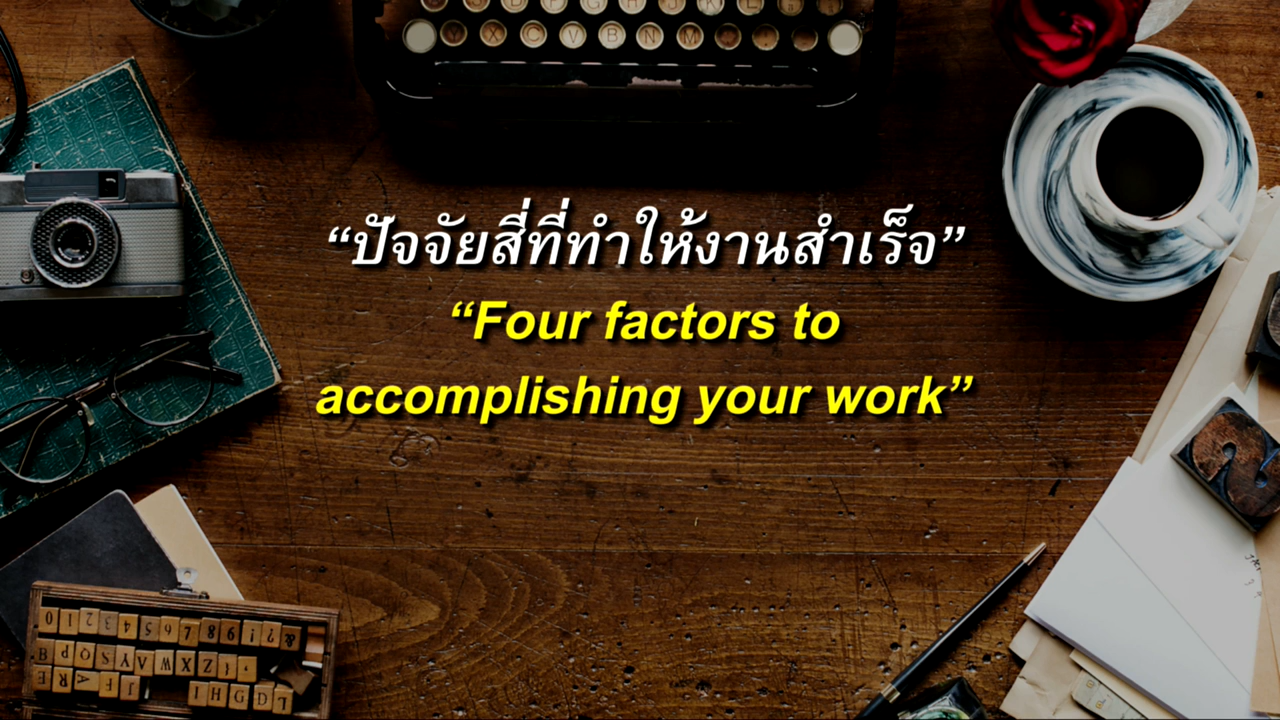 “ปัจจัยสี่ที่ทำให้งานสำเร็จ”
“Four factors to
accomplishing your work”